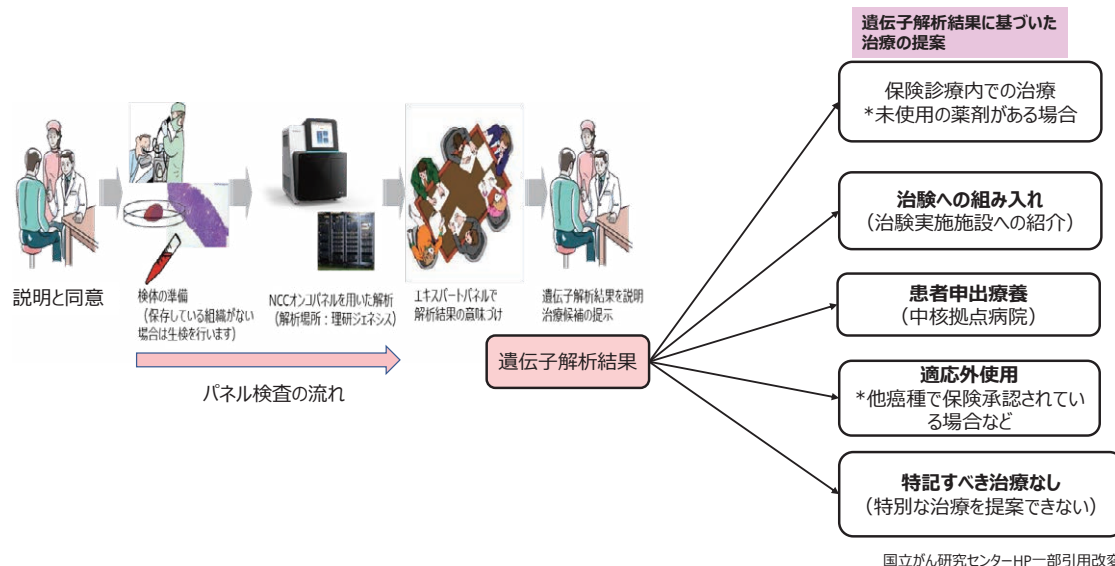 遺伝子解析結果に基づいた
治療の提案
保険診療内での治療
*未使用の薬剤がある場合
治験への組み入れ
（治験実施施設への紹介）
患者申出療養
（中核拠点病院）
適応外使用
*他癌種で保険承認されてい
る場合など
特記すべき治療なし
（特別な治療を提案できない）
説明と同意
検体の準備
（保存している組織がない
場合は生検を行います）
NCCオンコパネルを用いた解析
（解析場所：理研ジェネシス）
エキスパートパネルで
解析結果の意味づけ
遺伝子解析結果を説明
治療候補の提示
パネル検査の流れ
遺伝子解析結果
国立がん研究センターHP一部引用改変